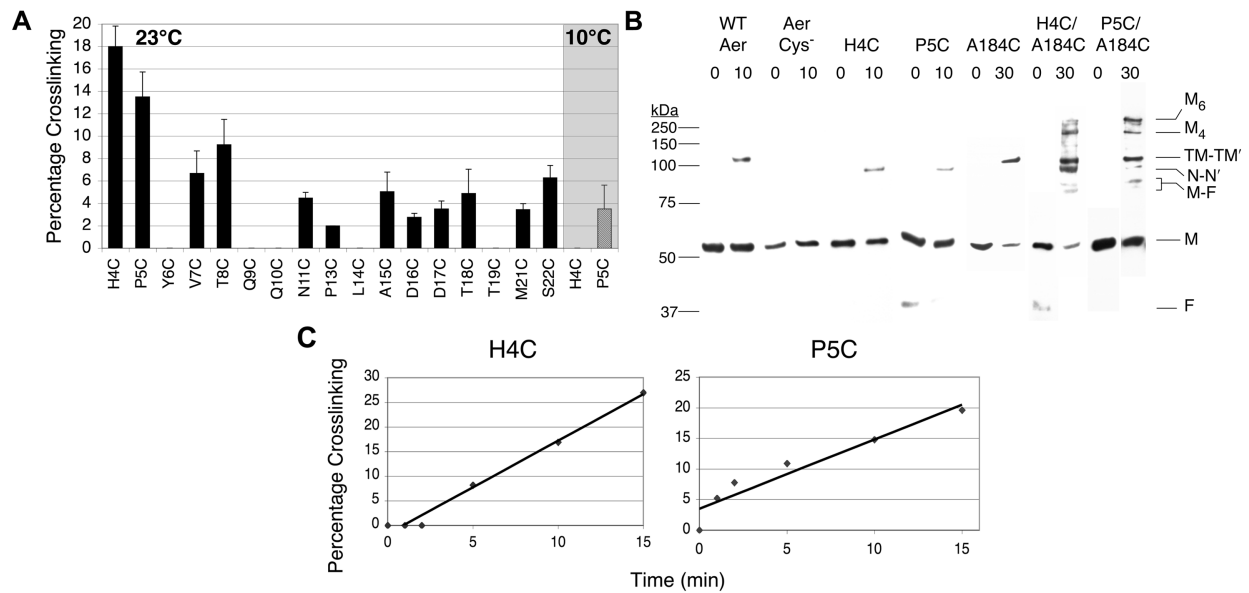 A
Percentage Crosslinking
20
18
16
14
12
10
8
6
4
2
0
23°C
10°C
H4C
P5C
Y6C
V7C
T8C
Q9C
Q10C
N11C
P13C
L14C
A15C
D16C
D17C
T18C
T19C
M21C
S22C
H4C
P5C
B
WT Aer
Aer Cys⁻
H4C
P5C
A184C
H4C/ A184C
P5C/ A184C
0 10 0 10 0 10 0 10 0 30 0 30 0 30
kDa
250
150
100
75
50
37
M₆
M₄
TM-TM′
N-N′
M-F
M
F
C
H4C
P5C
Percentage Crosslinking
30
25
20
15
10
5
0
0 5 10 15
25
20
15
10
5
0
0 5 10 15
Time (min)